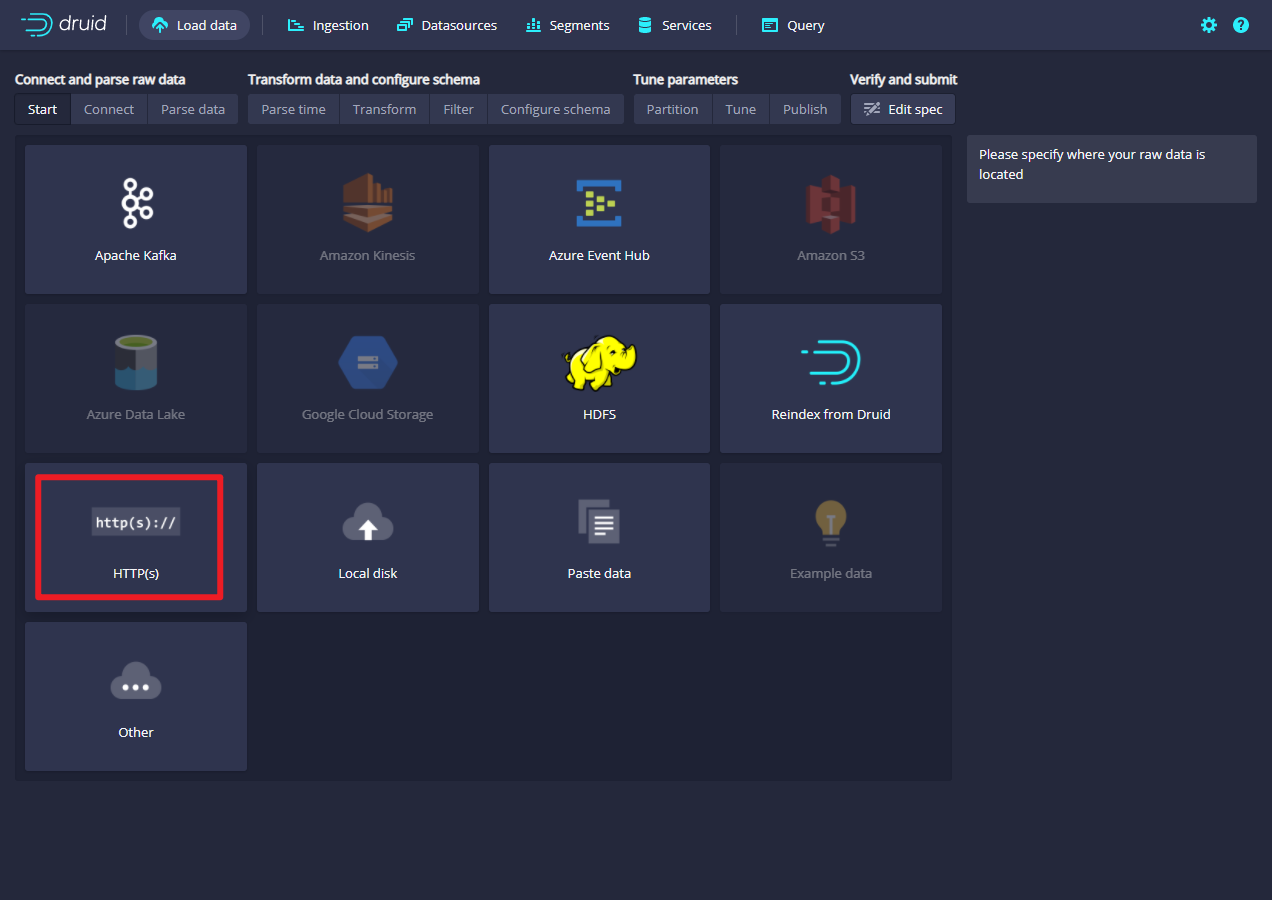 druid Load data Ingestion Datasources Segments Services Query
Connect and parse raw data Transform data and configure schema Tune parameters Verify and submit
Start Connect Parse data Parse time Transform Filter Configure schema Partition Tune Publish Edit spec
Please specify where your raw data is
located
Apache Kafka Amazon Kinesis Azure Event Hub Amazon S3
Azure Data Lake Google Cloud Storage HDFS Reindex from Druid
http(s)://
HTTP(s) Local disk Paste data Example data
Other